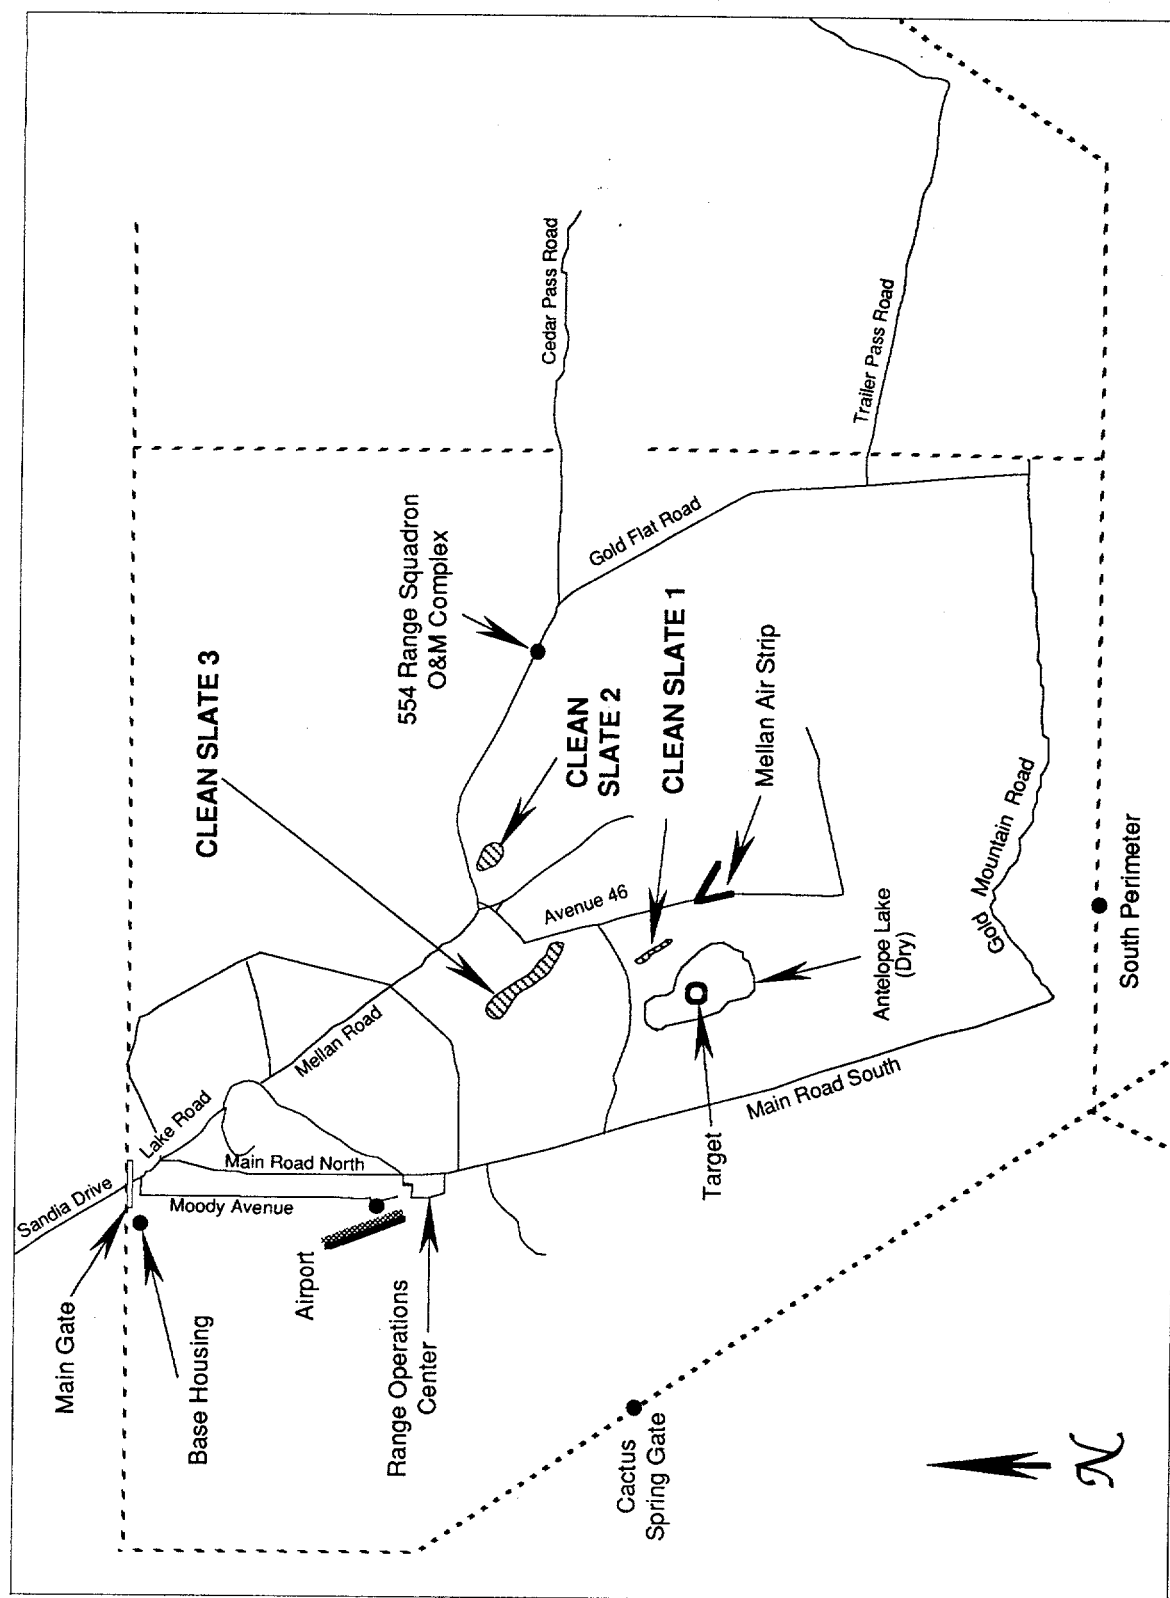 Sandia Drive
Main Gate
Base Housing
Lake Road
Main Road North
Moody Avenue
Airport
Range Operations
Center
Mellan Road
CLEAN SLATE 3
554 Range Squadron
O&M Complex
Cedar Pass Road
CLEAN
SLATE 2
Gold Flat Road
CLEAN SLATE 1
Mellan Air Strip
Avenue 46
Trailer Pass Road
Antelope Lake
(Dry)
Target
Main Road South
Gold Mountain Road
South Perimeter
Cactus
Spring Gate
N